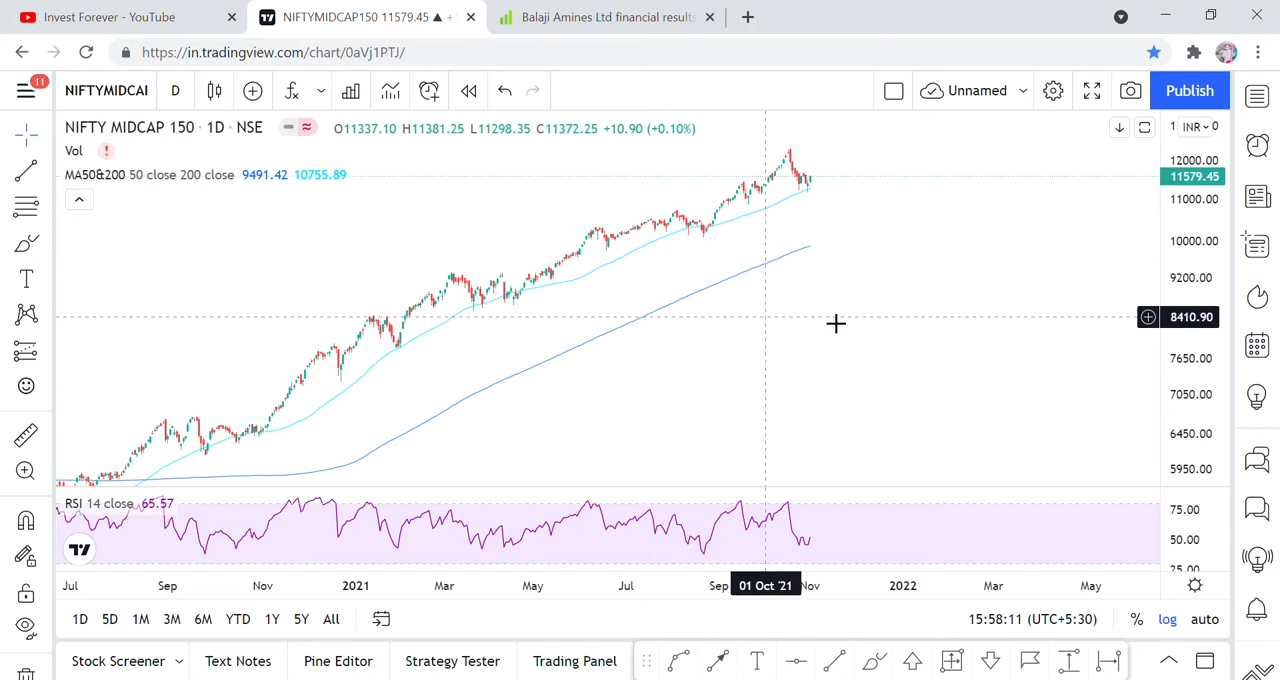 Invest Forever - YouTube
NIFTYMIDCAP150 11579.45 ▲ +
Balaji Amines Ltd financial results
https://in.tradingview.com/chart/0aVj1PTJ/
11
NIFTYMIDCAI
D
Unnamed
Publish
NIFTY MIDCAP 150 · 1D · NSE
O11337.10 H11381.25 L11298.35 C11372.25 +10.90 (+0.10%)
INR
Vol
MA50&200 50 close 200 close 9491.42 10755.89
12000.00
11579.45
11000.00
10000.00
9200.00
8410.90
7650.00
7050.00
6450.00
5950.00
RSI 14 close 65.57
75.00
50.00
25.00
Jul Sep Nov 2021 Mar May Jul Sep 01 Oct '21 Nov 2022 Mar May
1D 5D 1M 3M 6M YTD 1Y 5Y All
15:58:11 (UTC+5:30) % log auto
Stock Screener Text Notes Pine Editor Strategy Tester Trading Panel